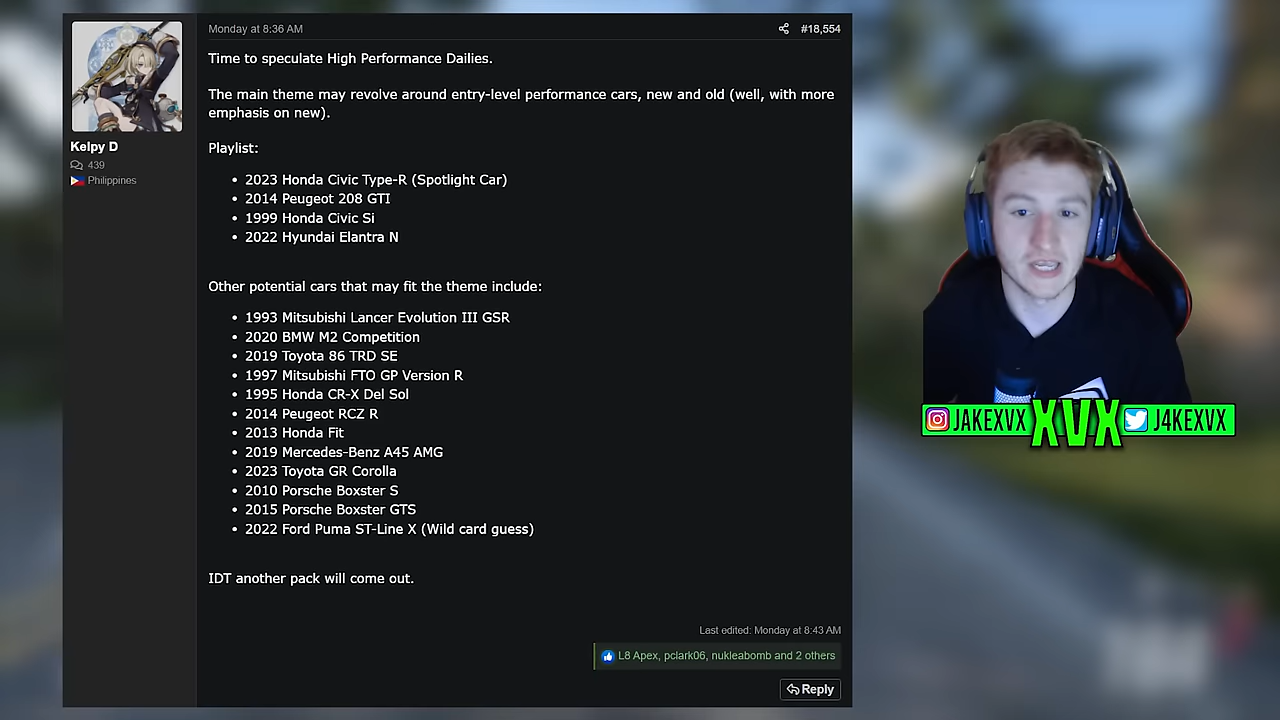 Monday at 8:36 AM
#18,554
Time to speculate High Performance Dailies.
The main theme may revolve around entry-level performance cars, new and old (well, with more
emphasis on new).
Kelpy D
439
Philippines
Playlist:
• 2023 Honda Civic Type-R (Spotlight Car)
• 2014 Peugeot 208 GTI
• 1999 Honda Civic Si
• 2022 Hyundai Elantra N
Other potential cars that may fit the theme include:
• 1993 Mitsubishi Lancer Evolution III GSR
• 2020 BMW M2 Competition
• 2019 Toyota 86 TRD SE
• 1997 Mitsubishi FTO GP Version R
• 1995 Honda CR-X Del Sol
• 2014 Peugeot RCZ R
• 2013 Honda Fit
• 2019 Mercedes-Benz A45 AMG
• 2023 Toyota GR Corolla
• 2010 Porsche Boxster S
• 2015 Porsche Boxster GTS
• 2022 Ford Puma ST-Line X (Wild card guess)
IDT another pack will come out.
Last edited: Monday at 8:43 AM
L8 Apex, pclark06, nukleabomb and 2 others
Reply
JAKEXVX XVX J4KEXVX